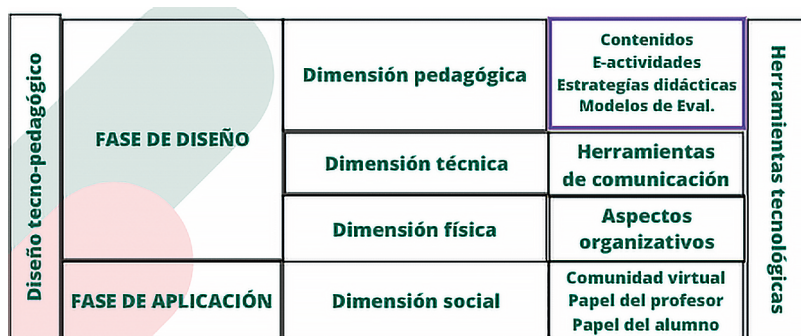 Diseño tecno-pedagógico
FASE DE DISEÑO
Dimensión pedagógica
Contenidos
E-actividades
Estrategías didácticas
Modelos de Eval.
Dimensión técnica
Herramientas
de comunicación
Dimensión física
Aspectos
organizativos
FASE DE APLICACIÓN
Dimensión social
Comunidad virtual
Papel del profesor
Papel del alumno
Herramientas tecnológicas